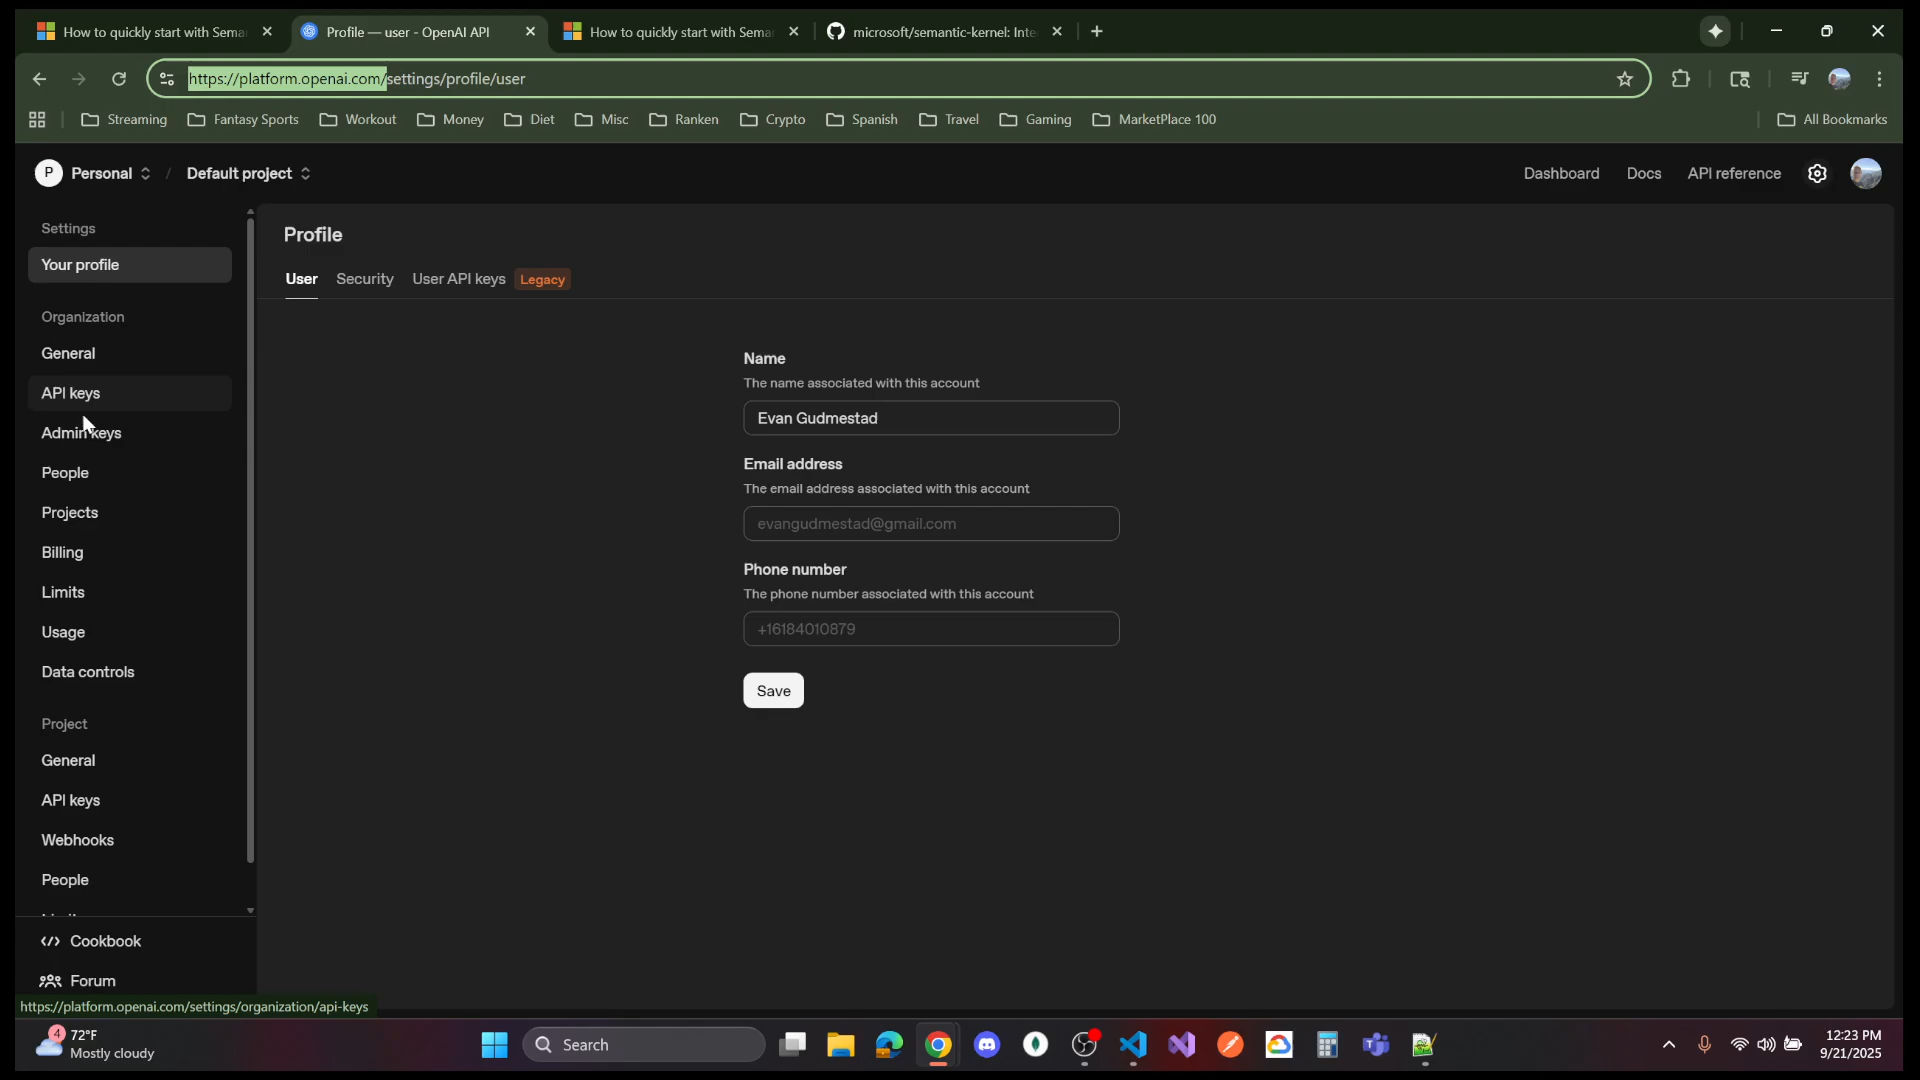 How to quickly start with Sema
Profile — user - OpenAI API
How to quickly start with Sema
microsoft/semantic-kernel: Inte
https://platform.openai.com/settings/profile/user
Streaming
Fantasy Sports
Workout
Money
Diet
Misc
Ranken
Crypto
Spanish
Travel
Gaming
MarketPlace 100
All Bookmarks
P Personal / Default project
Dashboard
Docs
API reference
Settings
Your profile
Organization
General
API keys
Admin keys
People
Projects
Billing
Limits
Usage
Data controls
Project
General
API keys
Webhooks
People
Cookbook
Forum
https://platform.openai.com/settings/organization/api-keys
Profile
User
Security
User API keys Legacy
Name
The name associated with this account
Evan Gudmestad
Email address
The email address associated with this account
evangudmestad@gmail.com
Phone number
The phone number associated with this account
+16184010879
Save
4
72°F
Mostly cloudy
Search
12:23 PM
9/21/2025